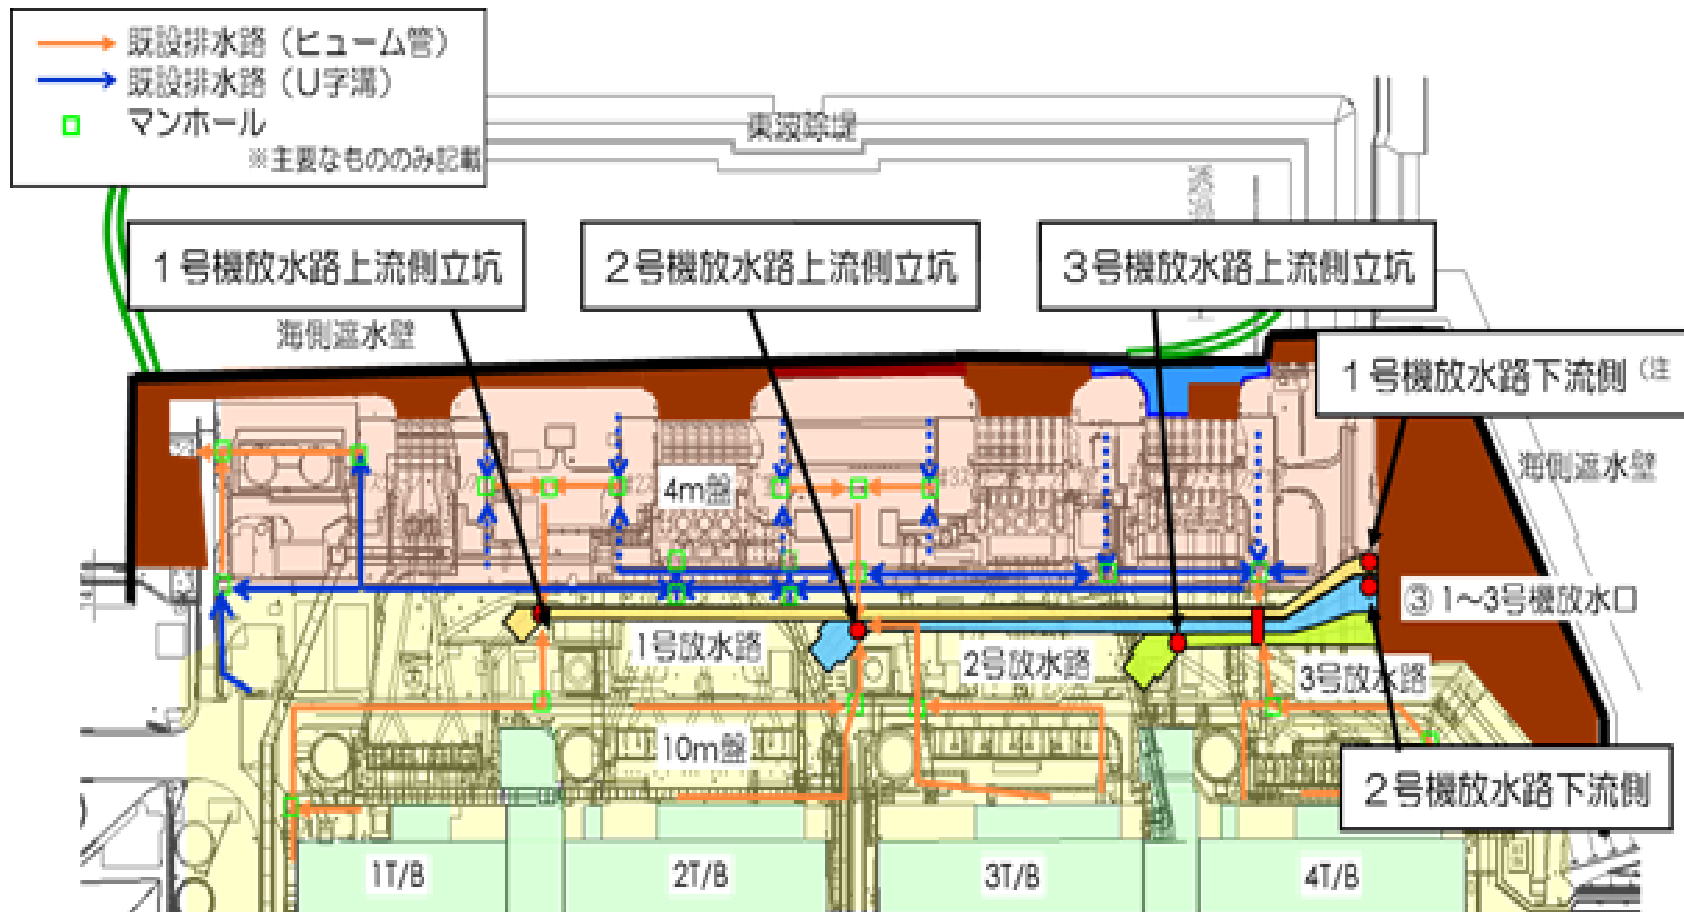 既設排水路（ヒューム管）
既設排水路（U字溝）
マンホール
※主要なもののみ記載
東波除堤
1号機放水路上流側立坑
2号機放水路上流側立坑
3号機放水路上流側立坑
海側遮水壁
1号機放水路下流側（注
海側遮水壁
4m盤
③ 1～3号機放水口
1号放水路
2号放水路
3号放水路
10m盤
2号機放水路下流側
1T/B
2T/B
3T/B
4T/B